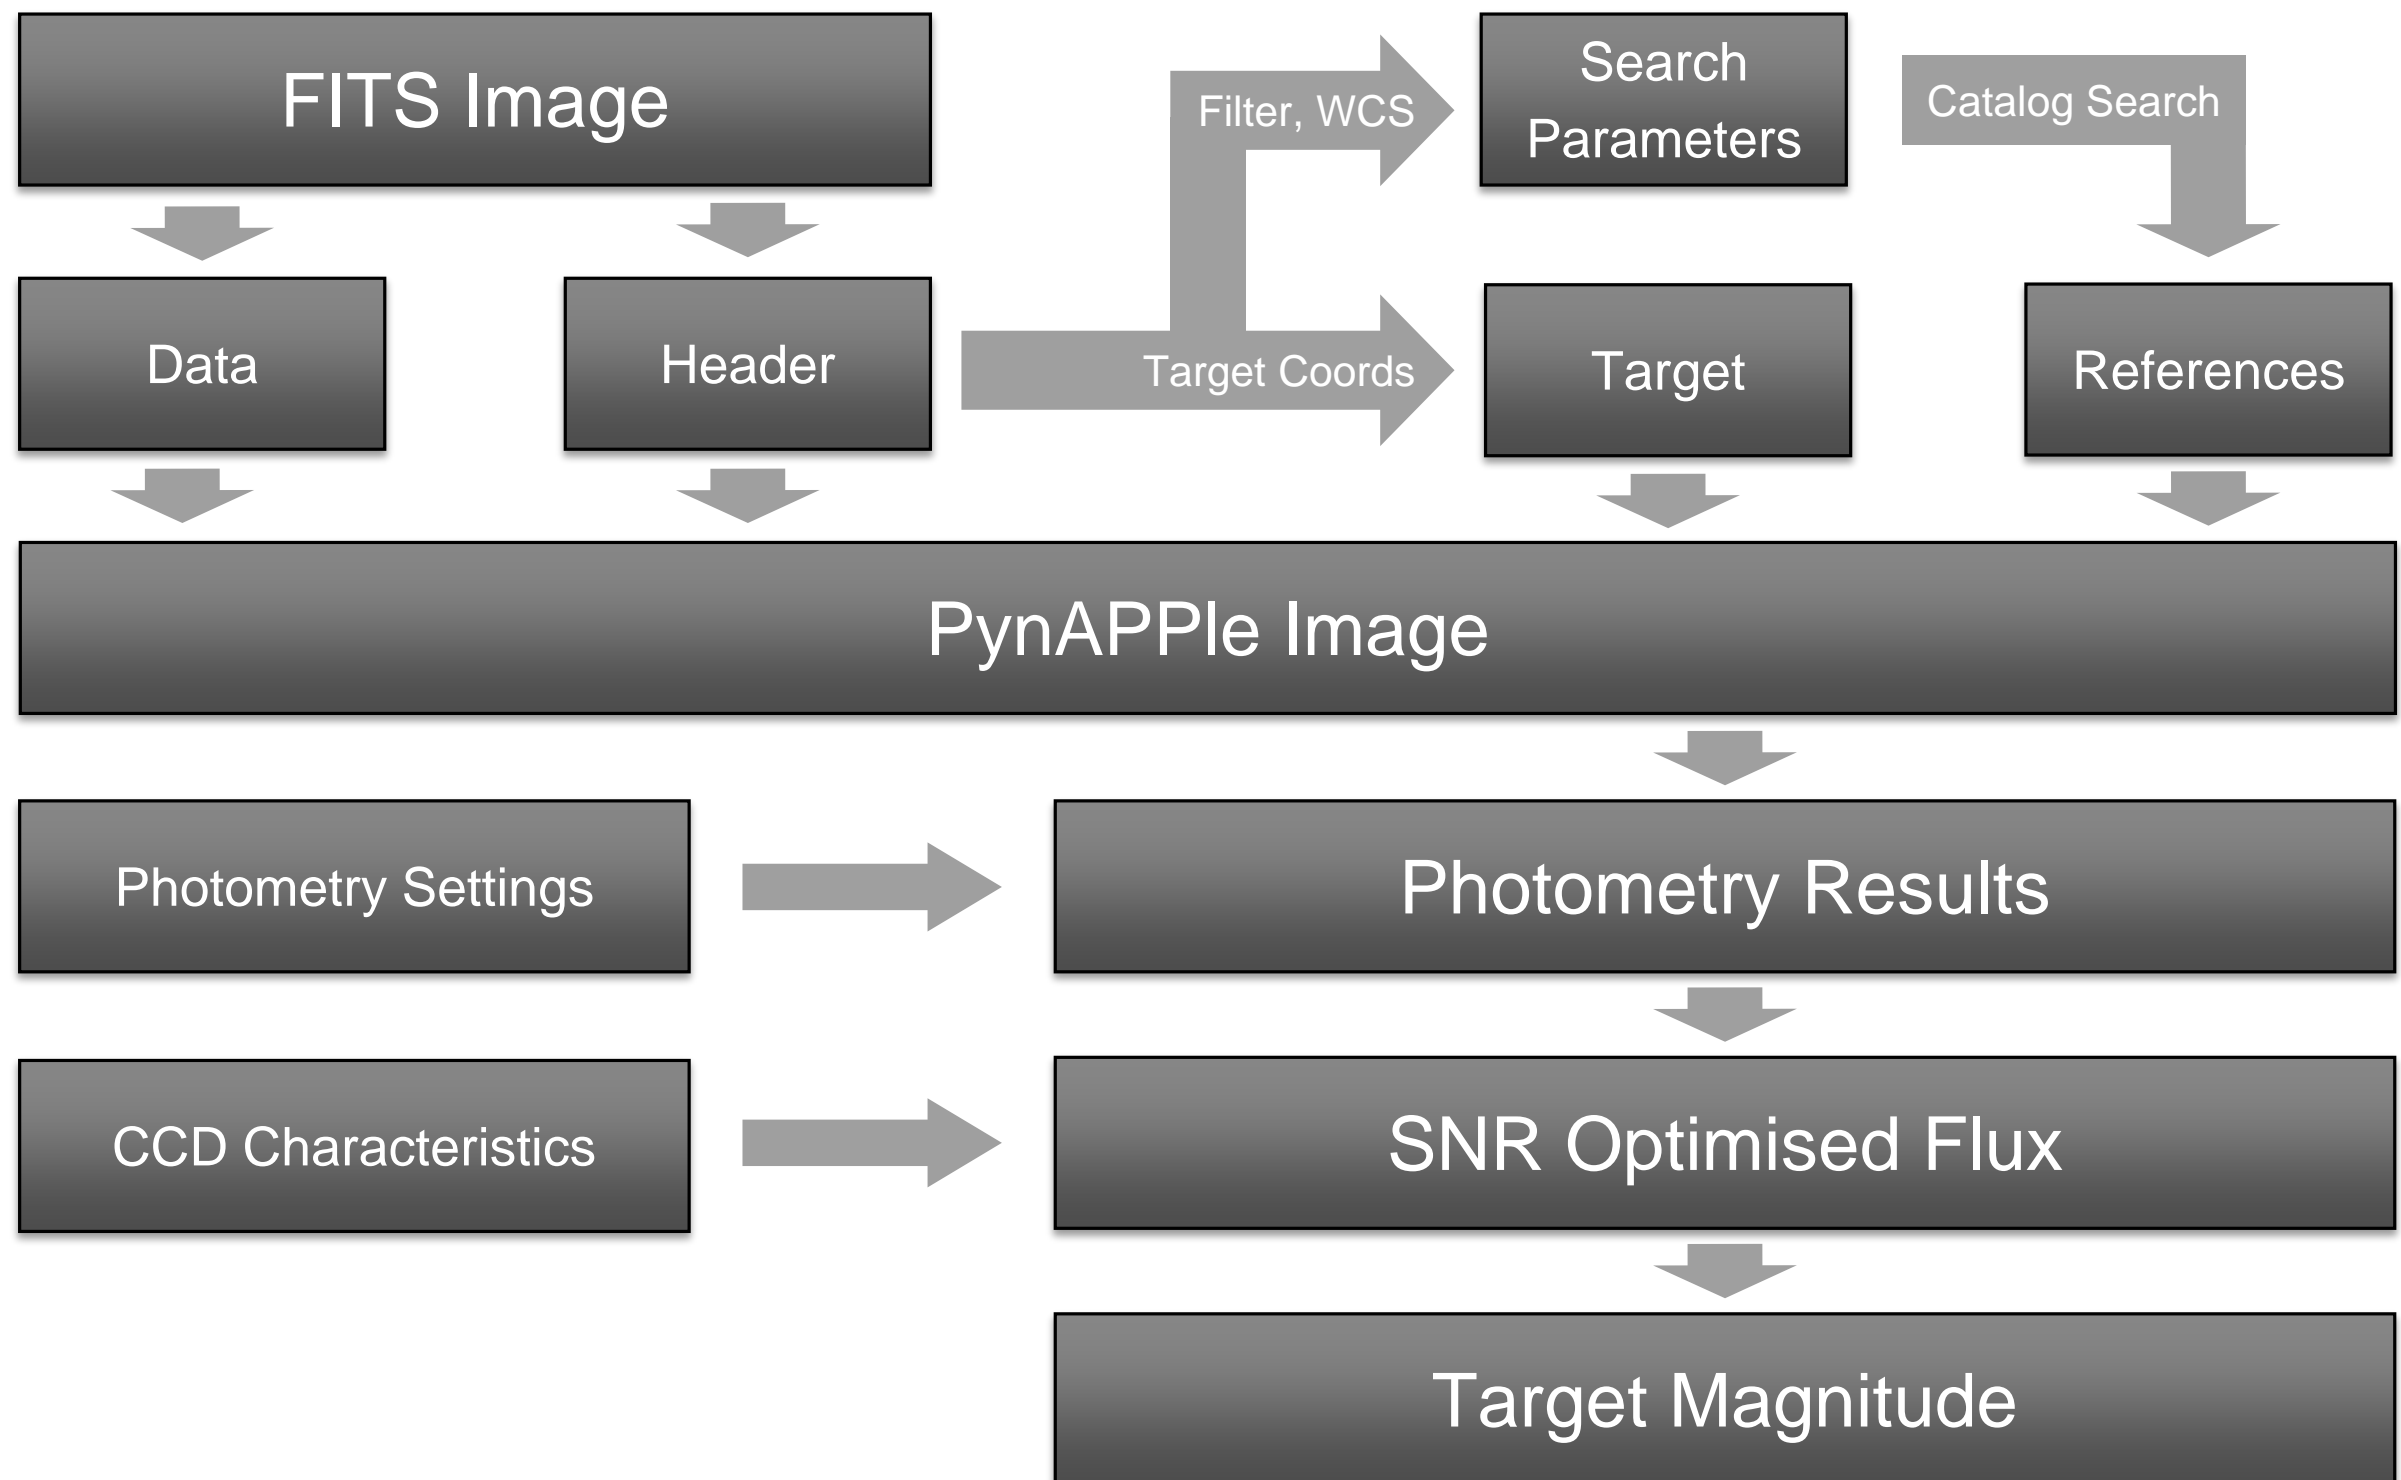 FITS Image
Filter, WCS
Search
Parameters
Catalog Search
Data
Header
Target Coords
Target
References
PynAPPle Image
Photometry Settings
Photometry Results
CCD Characteristics
SNR Optimised Flux
Target Magnitude